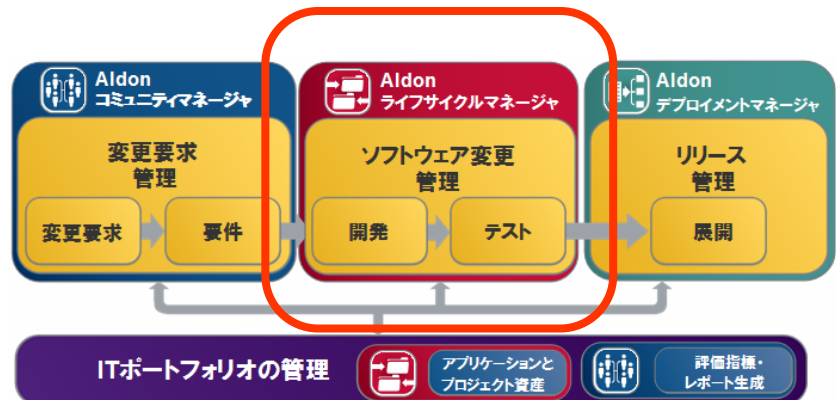 Aldon
コミュニティマネージャ
変更要求
管理
変更要求
要件
Aldon
ライフサイクルマネージャ
ソフトウェア変更
管理
開発
テスト
Aldon
デプロイメントマネージャ
リリース
管理
展開
ITポートフォリオの管理
アプリケーションと
プロジェクト資産
評価指標・
レポート生成